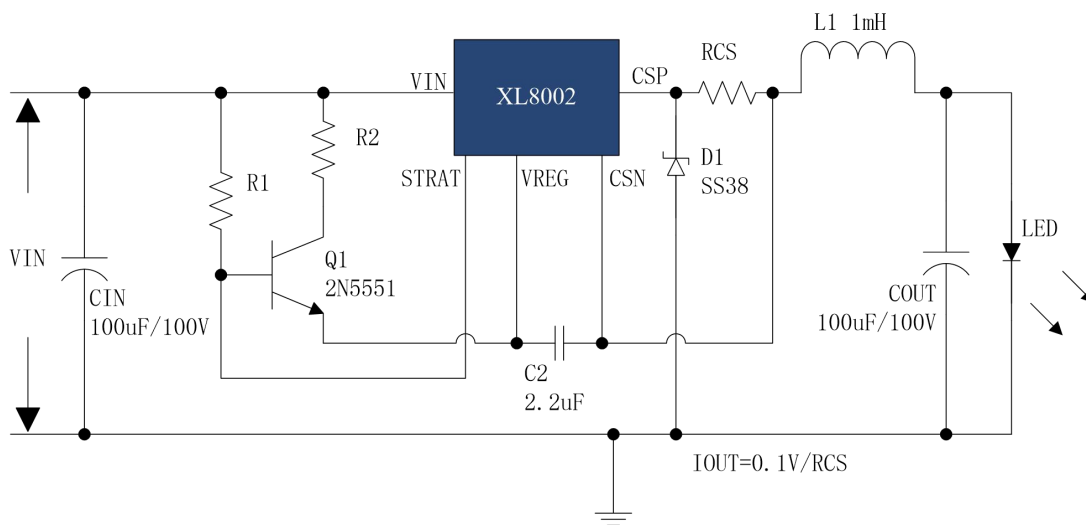 L1 1mH
RCS
VIN
XL8002
CSP
R2
STRAT
VREG
CSN
D1
SS38
R1
VIN
Q1
2N5551
LED
CIN
100uF/100V
COUT
100uF/100V
C2
2.2uF
IOUT=0.1V/RCS